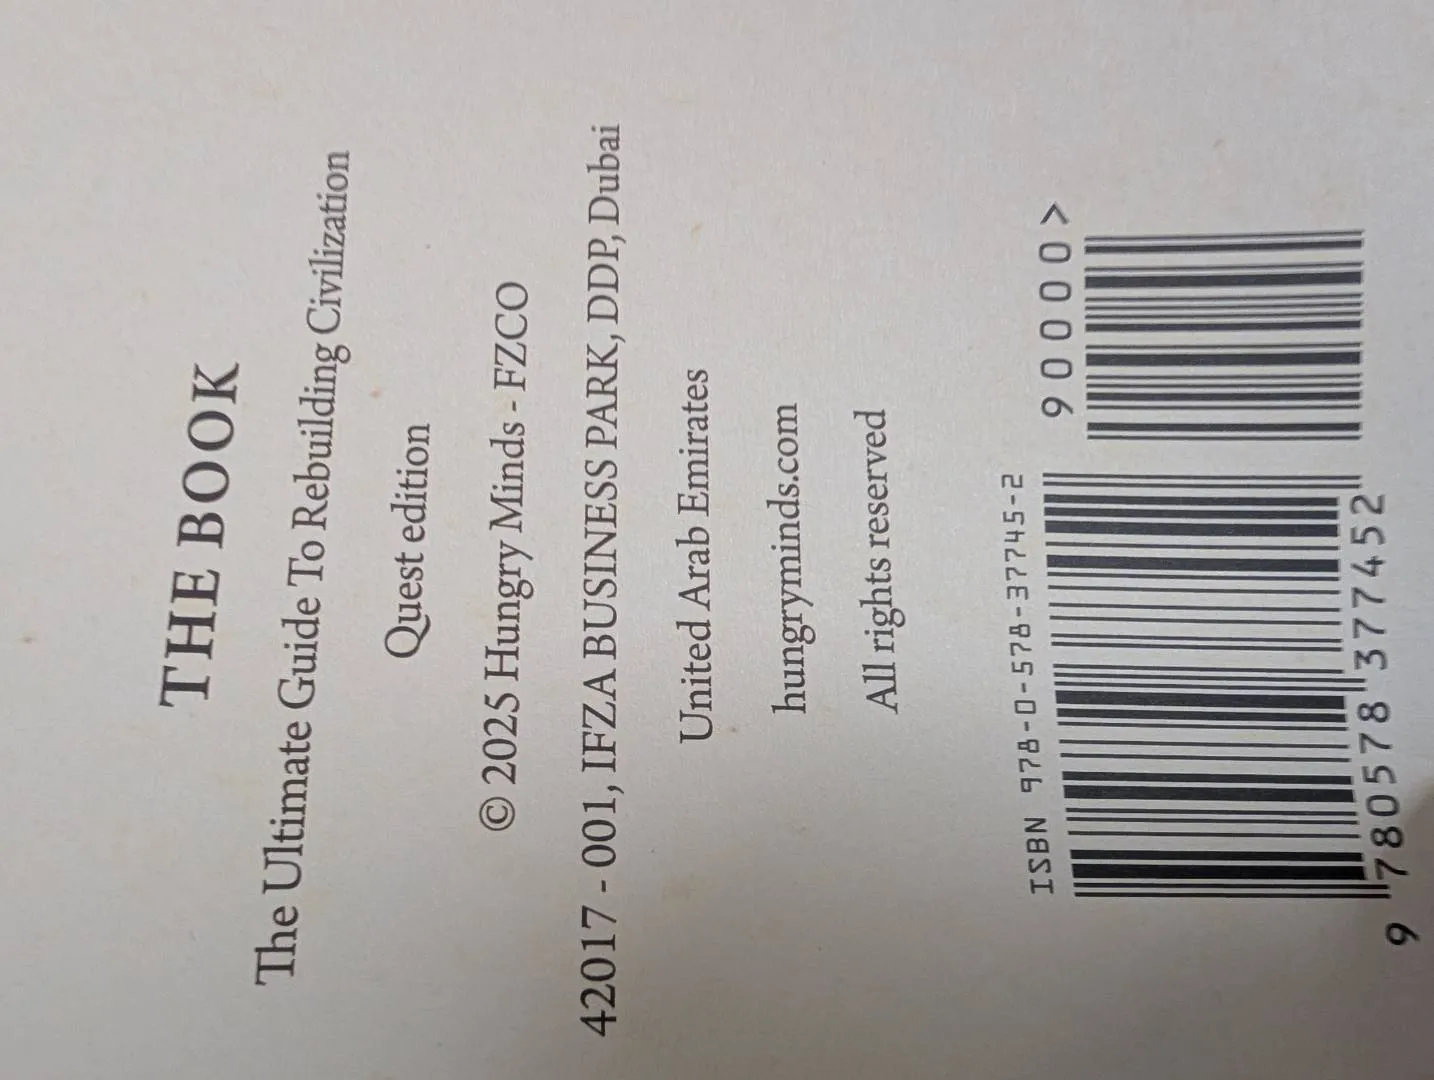 THE BOOK
The Ultimate Guide To Rebuilding Civilization
Quest edition
© 2025 Hungry Minds - FZCO
42017 - 001, IFZA BUSINESS PARK, DDP, Dubai
United Arab Emirates
hungryminds.com
All rights reserved
ISBN 978-0-578-37745-2
90000>
9 780578 377452